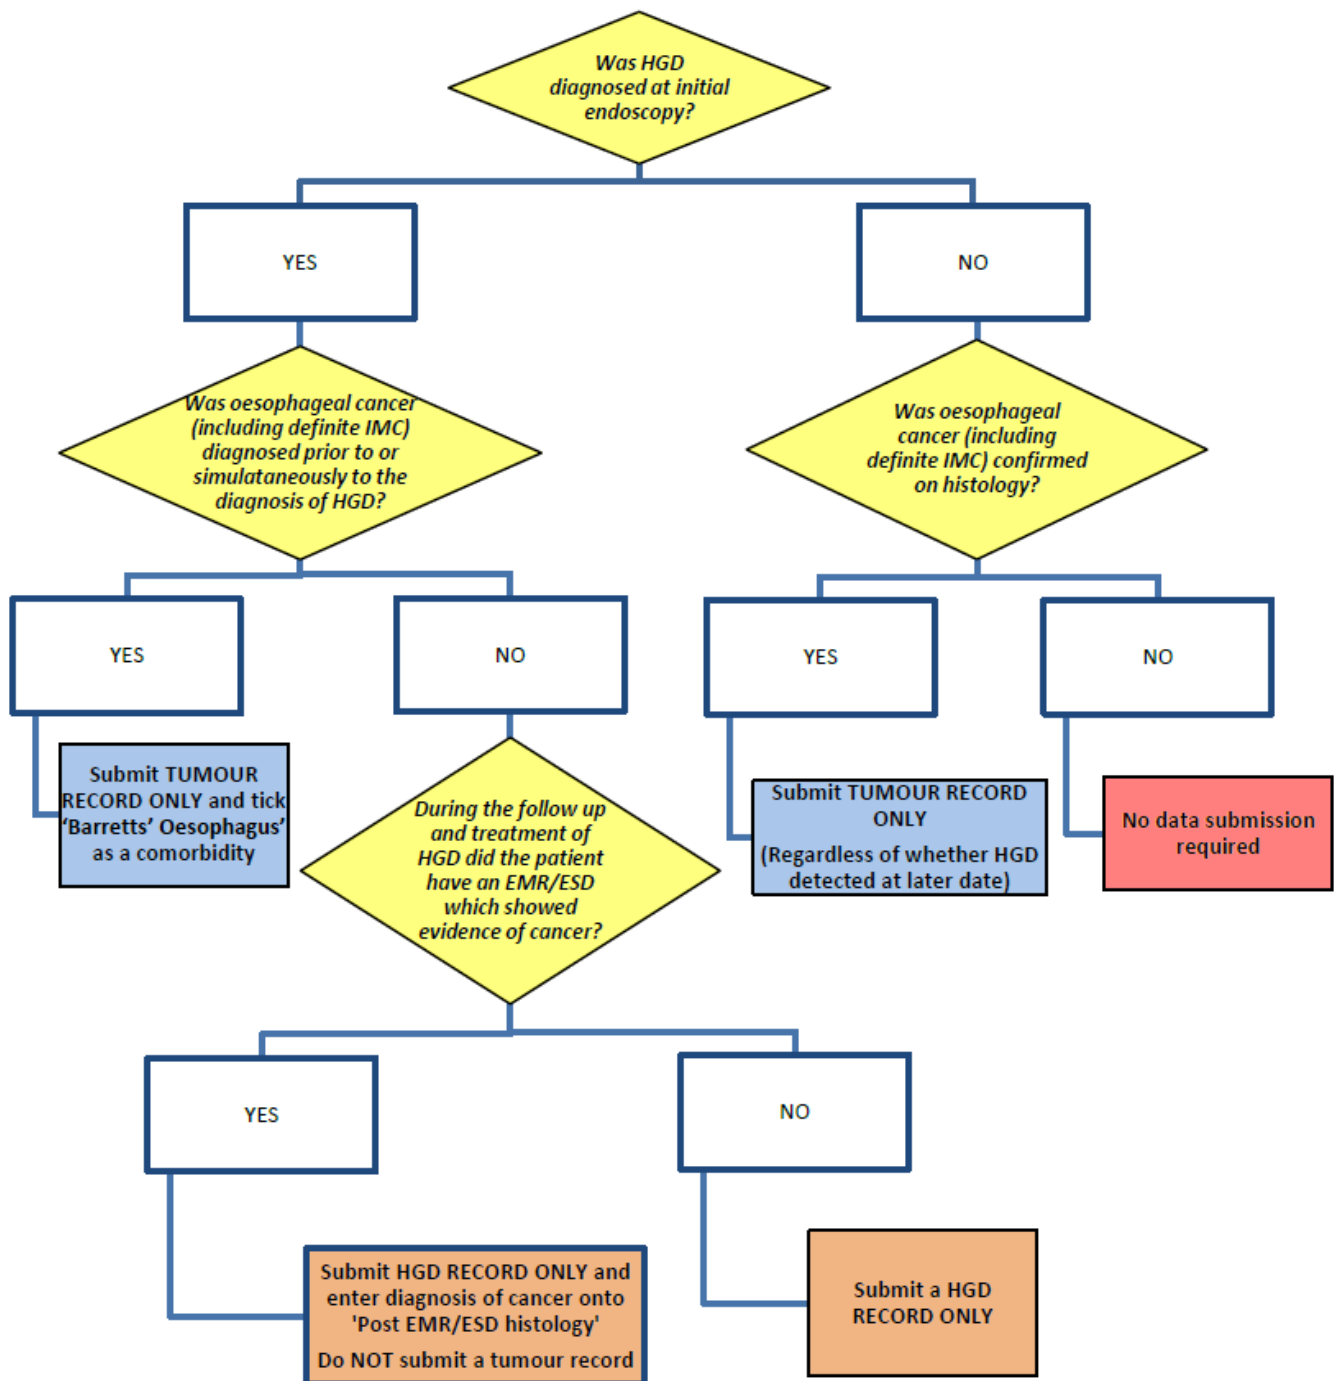 Was HGD
diagnosed at initial
endoscopy?
YES
NO
Was oesophageal cancer
(including definite IMC)
diagnosed prior to or
simulataneously to the
diagnosis of HGD?
Was oesophageal
cancer (including
definite IMC) confirmed
on histology?
YES
NO
YES
NO
Submit TUMOUR
RECORD ONLY and tick
'Barretts' Oesophagus'
as a comorbidity
During the follow up
and treatment of
HGD did the patient
have an EMR/ESD
which showed
evidence of cancer?
Submit TUMOUR RECORD
ONLY
(Regardless of whether HGD
detected at later date)
No data submission
required
YES
NO
Submit HGD RECORD ONLY and
enter diagnosis of cancer onto
'Post EMR/ESD histology'
Do NOT submit a tumour record
Submit a HGD
RECORD ONLY